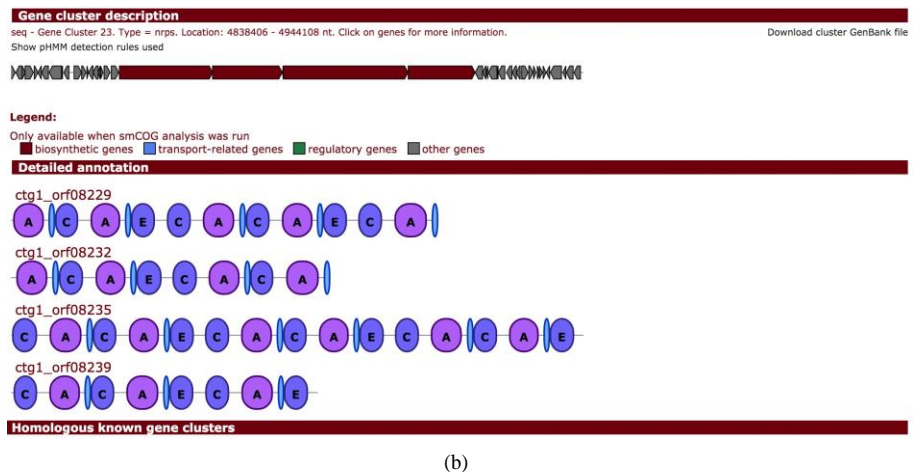 Gene cluster description
seq - Gene Cluster 23. Type = nrps. Location: 4838406 - 4944108 nt. Click on genes for more information. Download cluster GenBank file
Show pHMM detection rules used
Legend:
Only available when smCOG analysis was run
biosynthetic genes transport-related genes regulatory genes other genes
Detailed annotation
ctg1_orf08229
A C A E C A C A E C A
ctg1_orf08232
A C A E C A C A
ctg1_orf08235
C A C A E C A C A E C A C A E
ctg1_orf08239
C A C A E C A E
Homologous known gene clusters
(b)